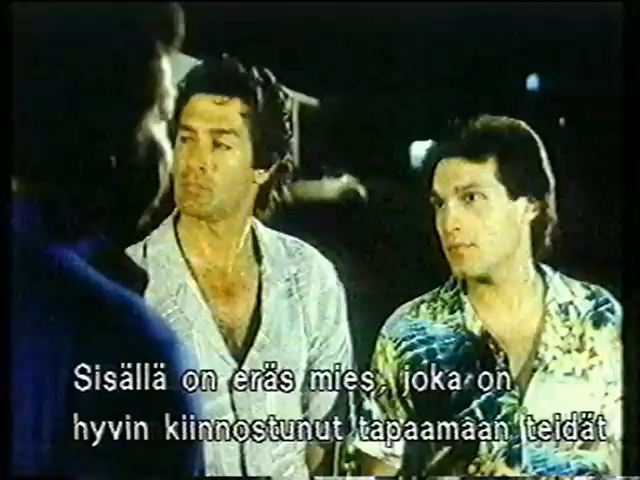 Sisällä on eräs mies, joka on
hyvin kiinnostunut tapaamaan teidät